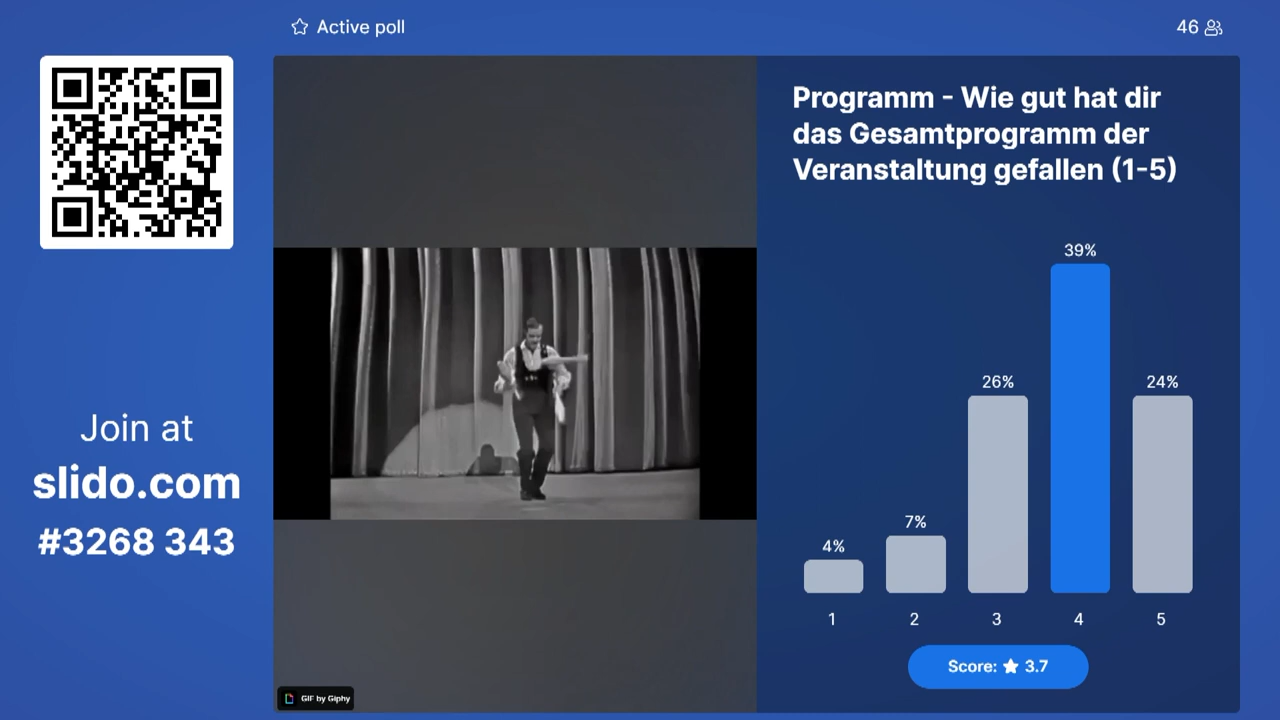 Active poll
46
Join at
slido.com
#3268 343
Programm - Wie gut hat dir
das Gesamtprogramm der
Veranstaltung gefallen (1-5)
39%
26%
24%
7%
4%
1
2
3
4
5
Score: 3.7
GIF by Giphy